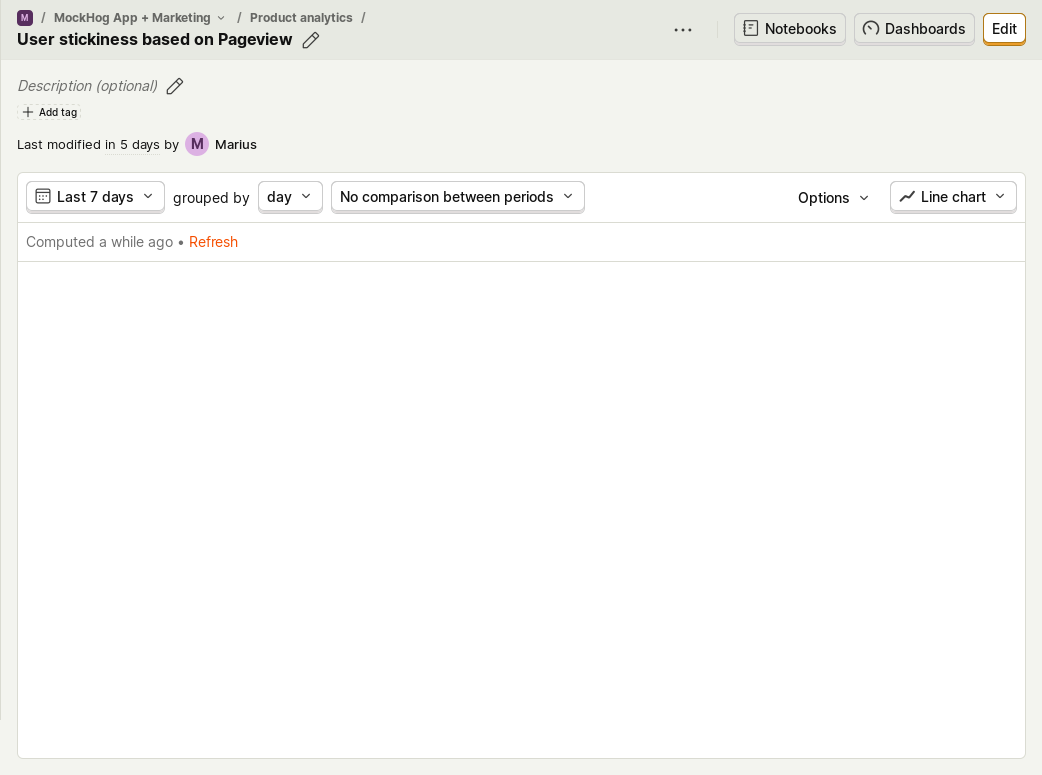 M / MockHog App + Marketing / Product analytics /
User stickiness based on Pageview
Notebooks Dashboards Edit
Description (optional)
Add tag
Last modified in 5 days by M Marius
Last 7 days grouped by day No comparison between periods Options Line chart
Computed a while ago • Refresh